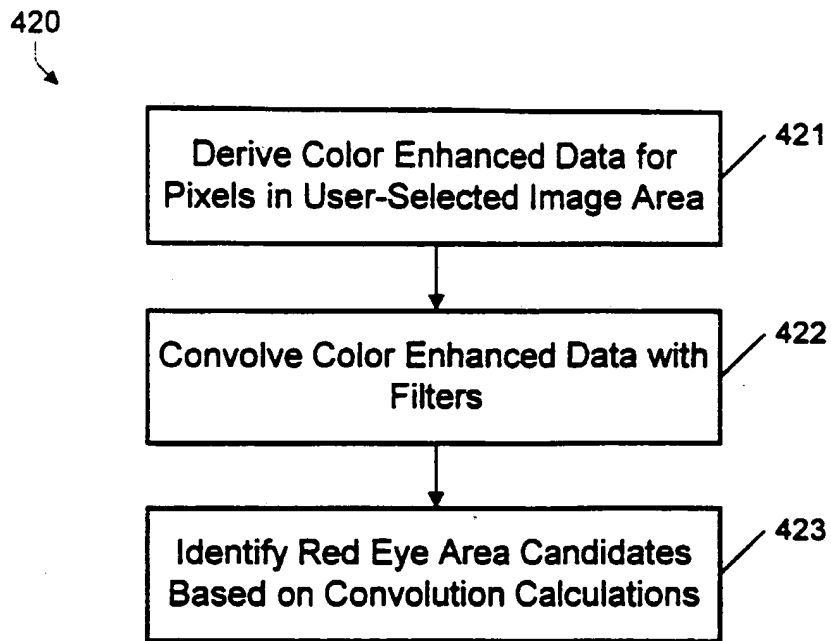 420
Derive Color Enhanced Data for
Pixels in User-Selected Image Area
421
Convolve Color Enhanced Data with
Filters
422
Identify Red Eye Area Candidates
Based on Convolution Calculations
423